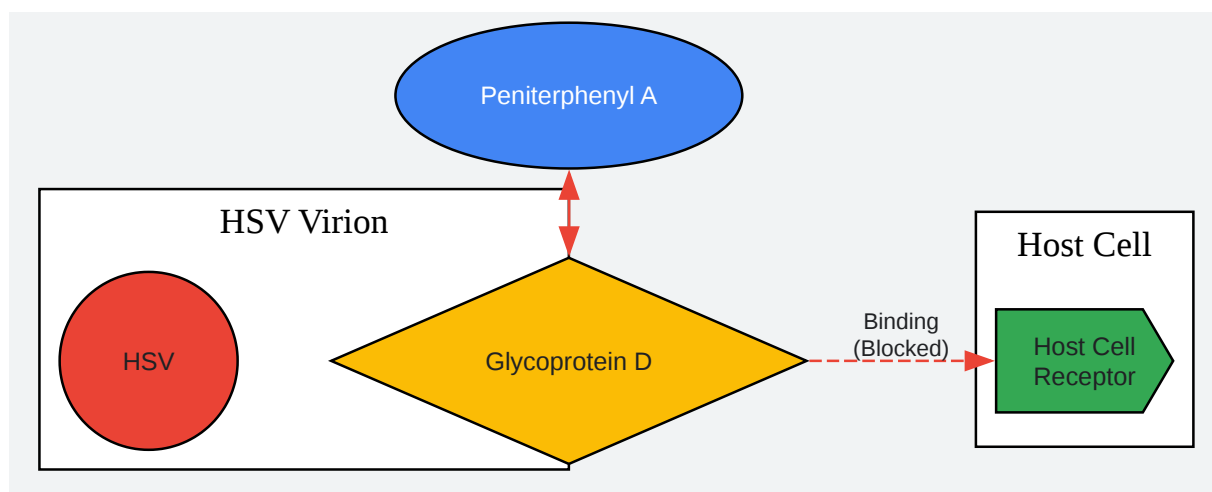 Peniterphenyl A
HSV Virion
Host Cell
HSV
Glycoprotein D
Binding
(Blocked)
Host Cell
Receptor